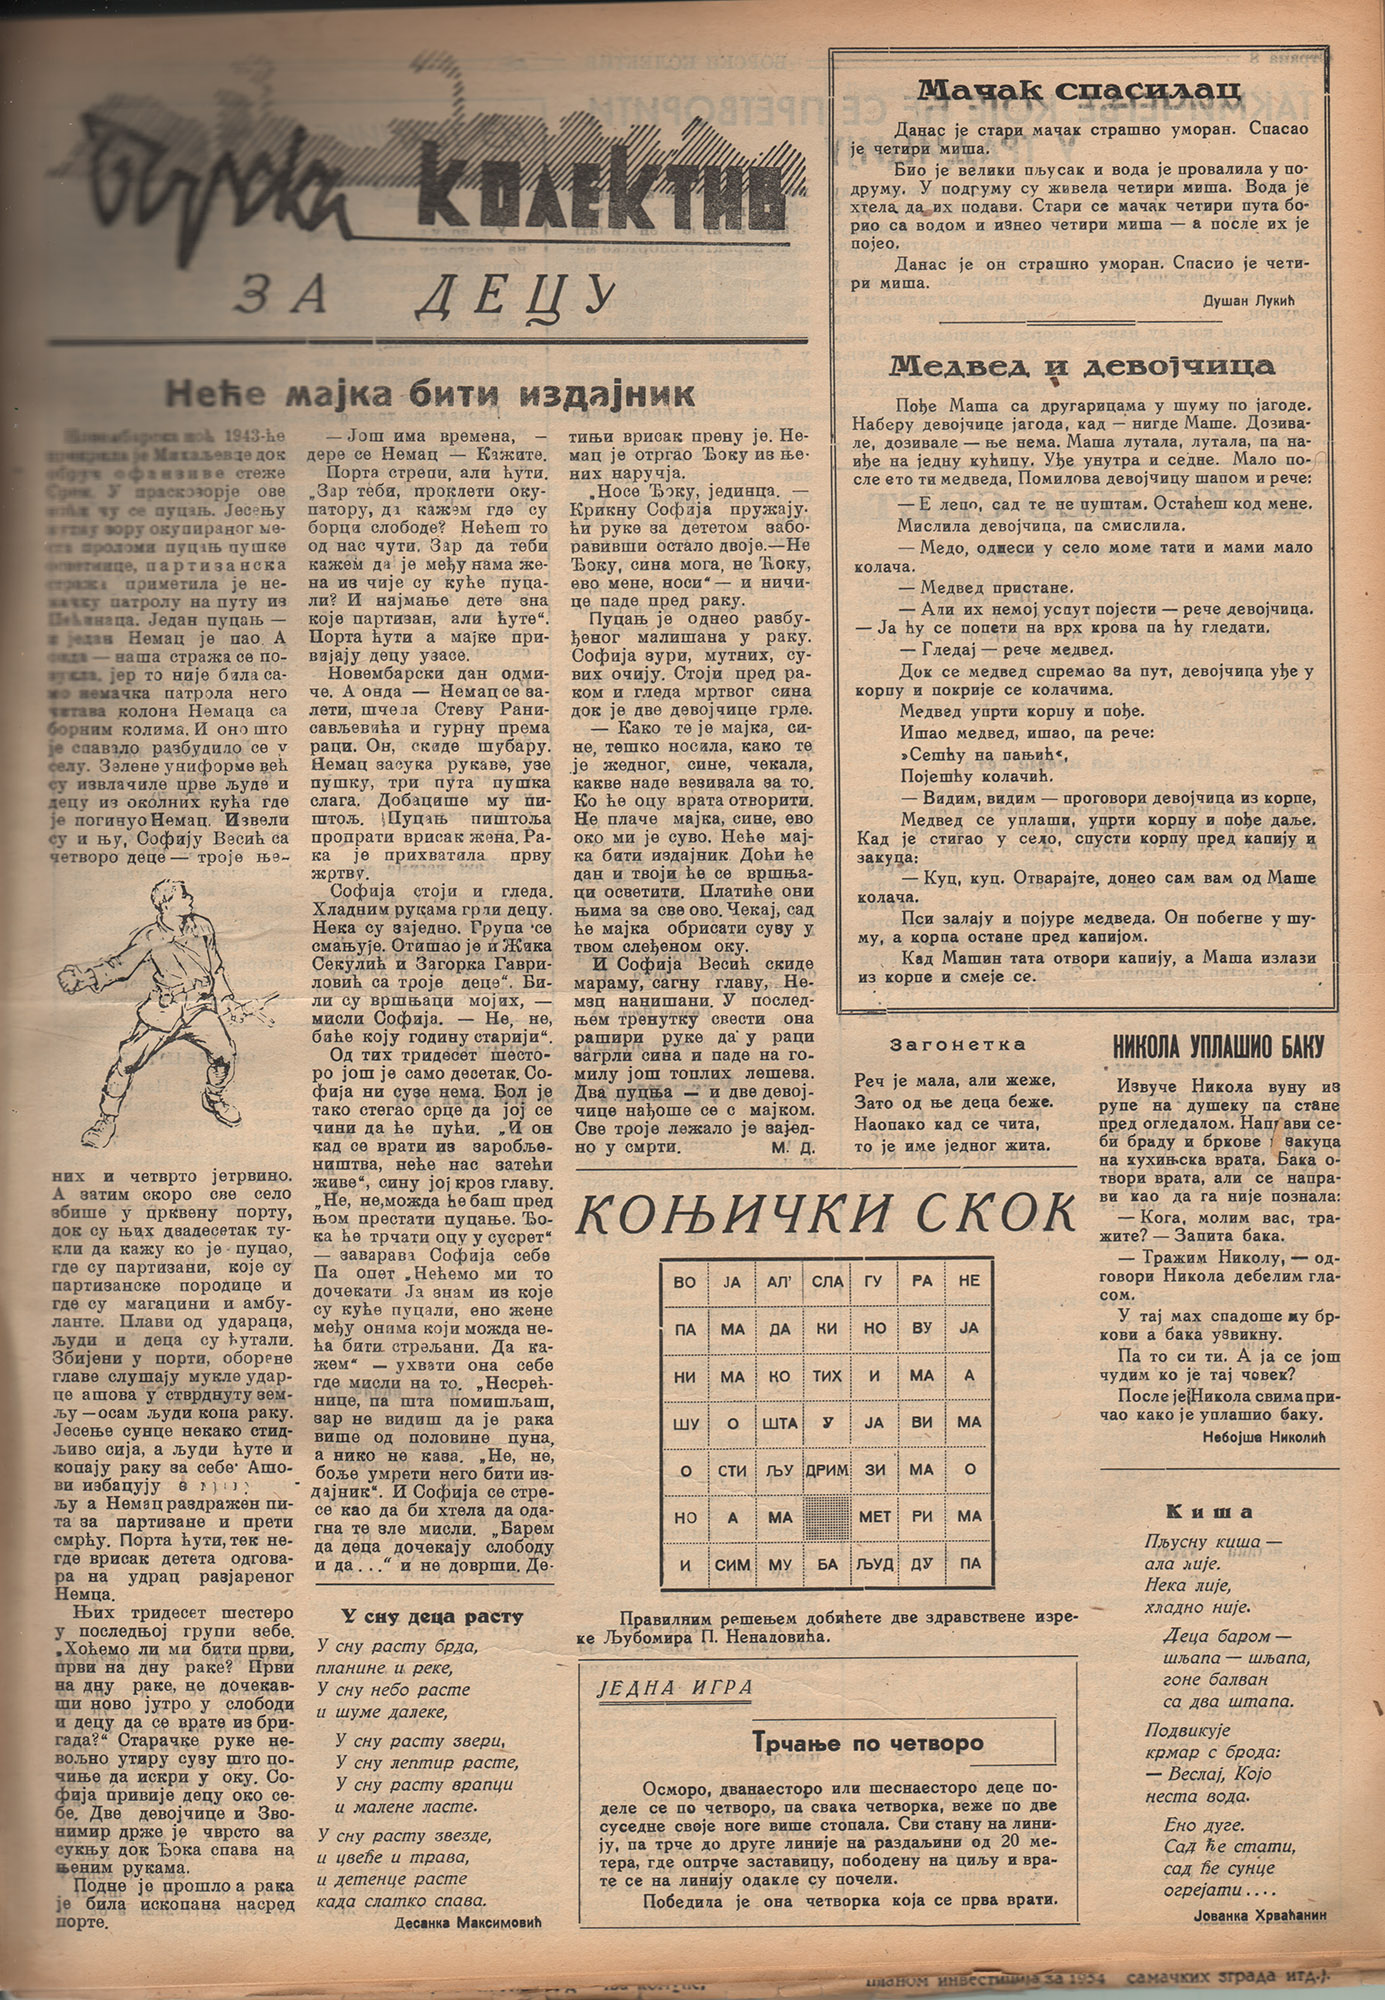 колектив
ЗА ДЕЦУ
Неће мајка бити издајник
1943-ће
док
офанзиве стеже
У праскозорје ове
чу се пуцањ. Јесењу
зору окупираног ме-
проломи пуцањ пушке
партизанска
приметила је не-
патролу на путу из
Један пуцањ —
Немац је пао. А
— наша стража се по-
јер то није била са-
немачка патрола него
читава колона Немаца са
борним колима. И оно што
је спавало разбудило се у
селу. Зелене униформе већ
су извлачиле прве људе и
децу из околних кућа где
је погинуо Немац. Извели
су и њу, Софију Весић са
четворо деце — троје ње-
них и четврто јетрвино.
А затим скоро све село
збише у црквену порту,
док су њих двадесетак ту-
кли да кажу ко је пуцао,
где су партизани, које су
партизанске породице и
где су магацини и амбу-
ланте. Плави од удараца,
људи и деца су ћутали.
Збијени у порти, оборене
главе слушају мукле удар-
це ашова у стврднуту зем-
љу — осам људи копа раку.
Јесење сунце некако стид-
љиво сија, а људи ћуте и
копају раку за себе. Ашо-
ви избацују
љу а Немац раздражен пи-
та за партизане и прети
смрћу. Порта ћути, тек не-
где врисак детета одгова-
ра на удрац разјареног
Немца.
Њих тридесет шесторо
у последњој групи зебе.
„Хоћемо ли ми бити први,
први на дну раке? Први
на дну раке, не дочекав-
ши ново јутро у слободи
и децу да се врате из бри-
гада?“ Старачке руке не-
вољно утиру сузу што по-
чиње да искри у оку. Со-
фија привије децу око се-
бе. Две девојчице и Зво-
нимир држе је чврсто за
сукњу док Ђока спава на
њеним рукама.
Подне је прошло а рака
је била ископана насред
порте.
— Још има времена, —
дере се Немац — Кажите.
Порта стрепи, али ћути.
„Зар теби, проклети оку-
патору, да кажем где су
борци слободе? Нећеш то
од нас чути. Зар да теби
кажем да је међу нама же-
на из чије су куће пуца-
ли? И најмање дете зна
које партизан, али ћуте“.
Порта ћути а мајке при-
вијају децу узасе.
Новембарски дан одми-
че. А онда — Немац се за-
лети, шчепа Стеву Рани-
сављевића и гурну према
раци. Он, скиде шубару.
Немац засука рукаве, узе
пушку, три пута пушка
слага. Добацише му пи-
штољ. Пуцањ пиштоља
пропрати врисак жена. Ра-
ка је прихватила прву
жртву.
Софија стоји и гледа.
Хладним рукама грли децу.
Нека су заједно. Група се
смањује. Отишао је и Жика
Секулић и Загорка Гаври-
ловић са троје деце“. Би-
ли су вршњаци мојих, —
мисли Софија. — Не, не,
биће коју годину старији“.
Од тих тридесет шесто-
ро још је само десетак. Со-
фија ни сузе нема. Бол је
тако стегао срце да јој се
чини да ће пући. „И он
кад се врати из заробље-
ништва, неће нас затећи
живе“, сину јој кроз главу.
„Не, не, можда ће баш пред
њом престати пуцање. Ђо-
ка ће трчати оцу у сусрет“
— заварава Софија себе
Па опет „Нећемо ми то
дочекати Ја знам из које
су куће пуцали, ено жене
међу онима који можда не-
ћа бити стрељани. Да ка-
жем“ — ухвати она себе
где мисли на то. „Несрећ-
нице, па шта помишљаш,
зар не видиш да је рака
више од половине пуна,
а нико не каза. „Не, не,
боље умрети него бити из-
дајник“. И Софија се стре-
се као да би хтела да ода-
гна те зле мисли. „Барем
да деца дочекају слободу
и да . . .“ и не доврши. Де-
тињи врисак прену је. Не-
мац је отргао Ђоку из ње-
них наручја.
„Носе Ђоку, јединца. —
Крикну Софија пружају-
ћи руке за дететом забо-
равивши остало двоје. — Не
Ђоку, сина мога, не Ђоку,
ево мене, носи“ — и ничи-
це паде пред раку.
Пуцањ је однео разбу-
ђеног малишана у раку.
Софија зури, мутних, су-
вих очију. Стоји пред ра-
ком и гледа мртвог сина
док је две девојчице грле.
— Како те је мајка, си-
не, тешко носила, како те
је жедног, сине, чекала,
какве наде везивала за то.
Ко ће оцу врата отворити.
Не плаче мајка, сине, ево
око ми је суво. Неће мај-
ка бити издајник. Доћи ће
дан и твоји ће се вршња-
ци осветити. Платиће они
њима за све ово. Чекај, сад
ће мајка обрисати сузу у
твом слеђеном оку.
И Софија Весић скиде
мараму, сагну главу, Не-
мац нанишани. У послед-
њем тренутку свести она
рашири руке да у раци
загрли сина и паде на го-
милу још топлих лешева.
Два пуцња — и две девој-
чице нађоше се с мајком.
Све троје лежало је зајед-
но у смрти. М. Д.
У сну деца расту
У сну расту брда,
планине и реке,
У сну небо расте
и шуме далеке,
У сну расту звери,
У сну лептир расте,
У сну расту врапци
и малене ласте.
У сну расту звезде,
и цвеће и трава,
и детенце расте
када слатко спава.
Десанка Максимовић
Мачак спасилац
Данас је стари мачак страшно уморан. Спасао
је четири миша.
Био је велики пљусак и вода је провалила у по-
друму. У подгуму су живела четири миша. Вода је
хтела да их подави. Стари се мачак четири пута бо-
рио са водом и изнео четири миша — а после их је
појео.
Данас је он страшно уморан. Спасио је чети-
ри миша.
Душан Лукић
Медвед и девојчица
Пође Маша са другарицама у шуму по јагоде.
Наберу девојчице јагода, кад — нигде Маше. Дозива-
ле, дозивале — ње нема. Маша лутала, лутала, па на-
иђе на једну кућицу. Уђе унутра и седне. Мало по-
сле ето ти медведа, Помилова девојчицу шапом и рече:
— Е лепо, сад те не пуштам. Остаћеш код мене.
Мислила девојчица, па смислила.
— Медо, однеси у село моме тати и мами мало
колача.
— Медвед пристане.
— Али их немој успут појести — рече девојчица.
— Ја ћу се попети на врх крова па ћу гледати.
— Гледај — рече медвед.
Док се медвед спремао за пут, девојчица уђе у
корпу и покрије се колачима.
Медвед упрти корпу и пође.
Ишао медвед, ишао, па рече:
»Сешћу на пањић«,
Појешћу колачић.
— Видим, видим — проговори девојчица из корпе,
Медвед се уплаши, упрти корпу и пође даље.
Кад је стигао у село, спусти корпу пред капију и
закуца:
— Куц, куц. Отварајте, донео сам вам од Маше
колача.
Пси залају и појуре медведа. Он побегне у шу-
му, а корпа остане пред капијом.
Кад Машин тата отвори капију, а Маша излази
из корпе и смеје се.
Загонетка
Реч је мала, али жеже,
Зато од ње деца беже.
Наопако кад се чита,
то је име једног жита.
НИКОЛА УПЛАШИО БАКУ
Извуче Никола вуну из
рупе на душеку па стане
пред огледалом. Направи се-
би браду и бркове и закуца
на кухињска врата. Бака о-
твори врата, али се напра-
ви као да га није познала:
— Кога, молим вас, тра-
жите? — Запита бака.
— Тражим Николу, — од-
говори Никола дебелим гла-
сом.
У тај мах спадоше му бр-
кови а бака узвикну.
Па то си ти. А ја се још
чудим ко је тај човек?
После је Никола свима при-
чао како је уплашио баку.
Небојша Николић
КОЊИЧКИ СКОК
ВО ЈА АЛ' СЛА ГУ РА НЕ
ПА МА ДА КИ НО ВУ ЈА
НИ МА КО ТИХ И МА А
ШУ О ШТА У ЈА ВИ МА
О СТИ ЉУ ДРИМ ЗИ МА О
НО А МА МЕТ РИ МА
И СИМ МУ БА ЉУД ДУ ПА
Правилним решењем добићете две здравствене изре-
ке Љубомира П. Ненадовића.
ЈЕДНА ИГРА
Трчање по четворо
Осморо, дванаесторо или шеснаесторо деце по-
деле се по четворо, па свака четворка, веже по две
суседне своје ноге више стопала. Сви стану на лини-
ју, па трче до друге линије на раздаљини од 20 ме-
тера, где оптрче заставицу, пободену на циљу и вра-
те се на линију одакле су почели.
Победила је она четворка која се прва врати.
Киша
Пљусну киша —
ала лије.
Нека лије,
хладно није.
Деца баром —
шљапа — шљапа,
гоне балван
са два штапа.
Подвикује
крмар с брода:
— Веслај, Којо
неста вода.
Ено дуге.
Сад ће стати,
сад ће сунце
огрејати . . . .
Јованка Хрваћанин
планом инвестиција за 1954 самачких зграда итд.